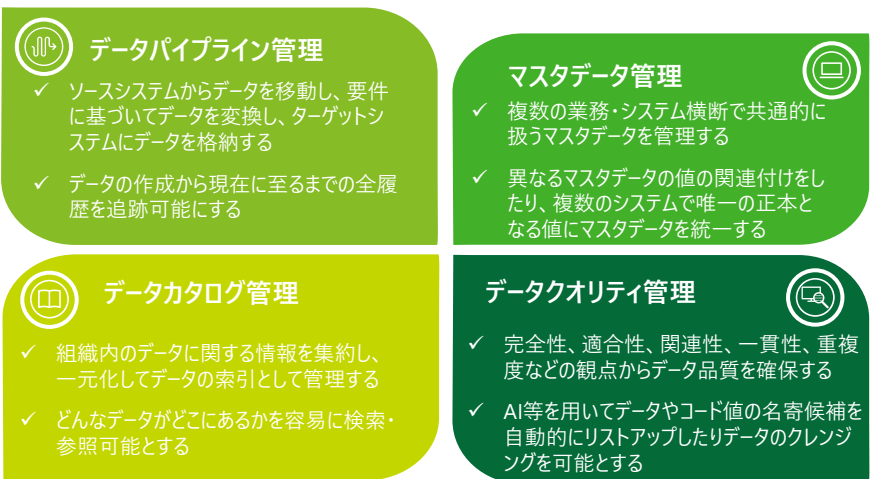 データパイプライン管理
✓ ソースシステムからデータを移動し、要件
に基づいてデータを変換し、ターゲットシ
ステムにデータを格納する
✓ データの作成から現在に至るまでの全履
歴を追跡可能にする
マスタデータ管理
✓ 複数の業務・システム横断で共通的に
扱うマスタデータを管理する
✓ 異なるマスタデータの値の関連付けをし
たり、複数のシステムで唯一の正本と
なる値にマスタデータを統一する
データカタログ管理
✓ 組織内のデータに関する情報を集約し、
一元化してデータの索引として管理する
✓ どんなデータがどこにあるかを容易に検索・
参照可能とする
データクオリティ管理
✓ 完全性、適合性、関連性、一貫性、重複
度などの観点からデータ品質を確保する
✓ AI等を用いてデータやコード値の名寄候補を
自動的にリストアップしたりデータのクレンジ
ングを可能とする